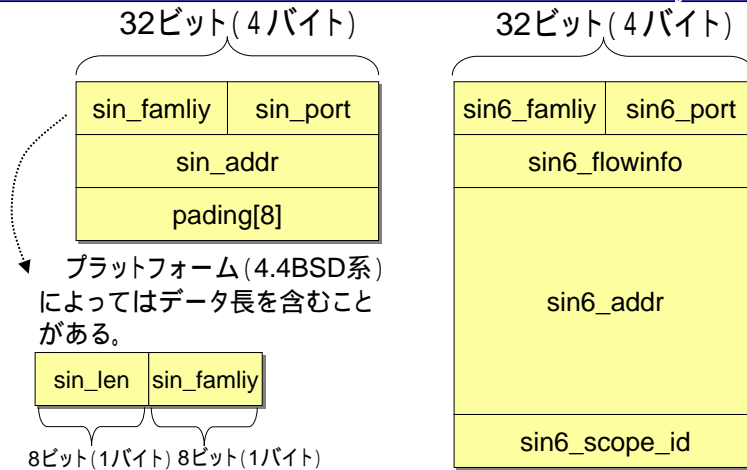 32ビット(4バイト)
sin_famliy sin_port
sin_addr
pading[8]
プラットフォーム(4.4BSD系)
によってはデータ長を含むこと
がある。
sin_len sin_famliy
8ビット(1バイト) 8ビット(1バイト)
32ビット(4バイト)
sin6_famliy sin6_port
sin6_flowinfo
sin6_addr
sin6_scope_id